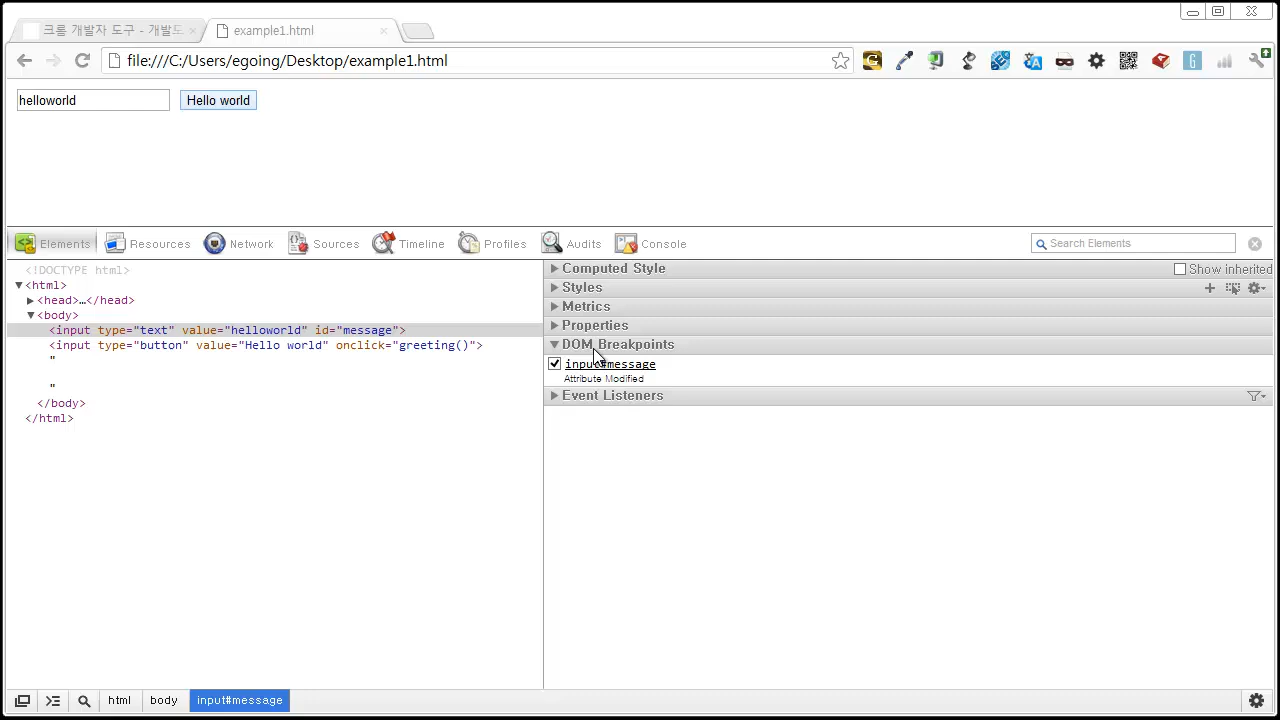 크롬 개발자 도구 - 개발도
example1.html
file:///C:/Users/egoing/Desktop/example1.html
helloworld
Hello world
Elements
Resources
Network
Sources
Timeline
Profiles
Audits
Console
Search Elements
<!DOCTYPE html>
<html>
<head>…</head>
<body>
<input type="text" value="helloworld" id="message">
<input type="button" value="Hello world" onclick="greeting()">
"
"
</body>
</html>
Computed Style
Show inherited
Styles
Metrics
Properties
DOM Breakpoints
input#message
Attribute Modified
Event Listeners
html
body
input#message